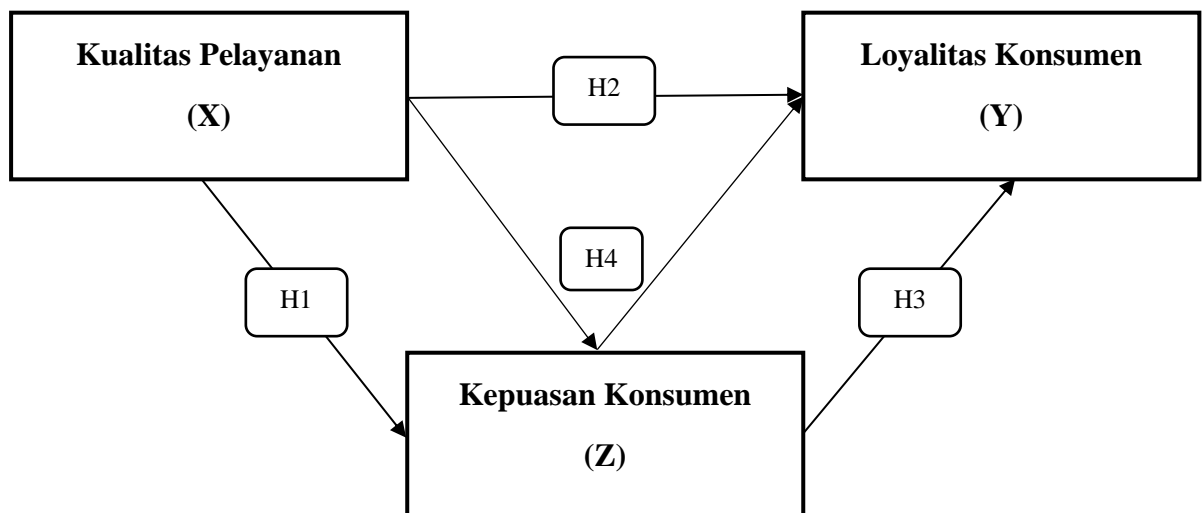 Kualitas Pelayanan
(X)
H2
Loyalitas Konsumen
(Y)
H4
H1
H3
Kepuasan Konsumen
(Z)